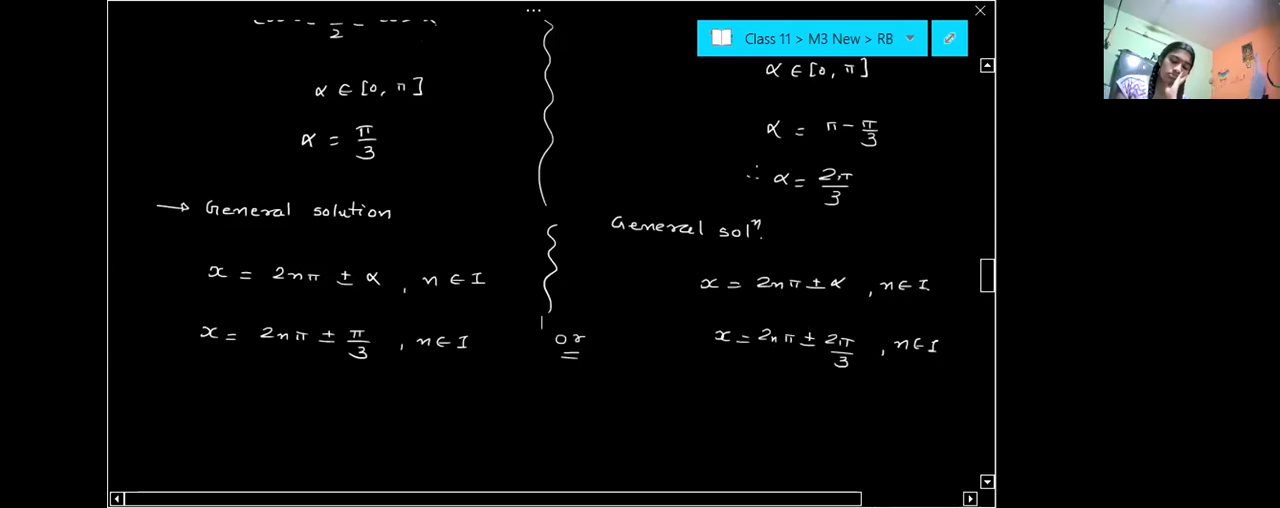 Class 11 > M3 New > RB
α ∈ [0, π]
α = π/3
→ General solution
x = 2nπ ± α , n ∈ I
x = 2nπ ± π/3 , n ∈ I
or
α ∈ [0, π]
α = π - π/3
∴ α = 2π/3
General solⁿ.
x = 2nπ ± α , n ∈ I
x = 2nπ ± 2π/3 , n ∈ I